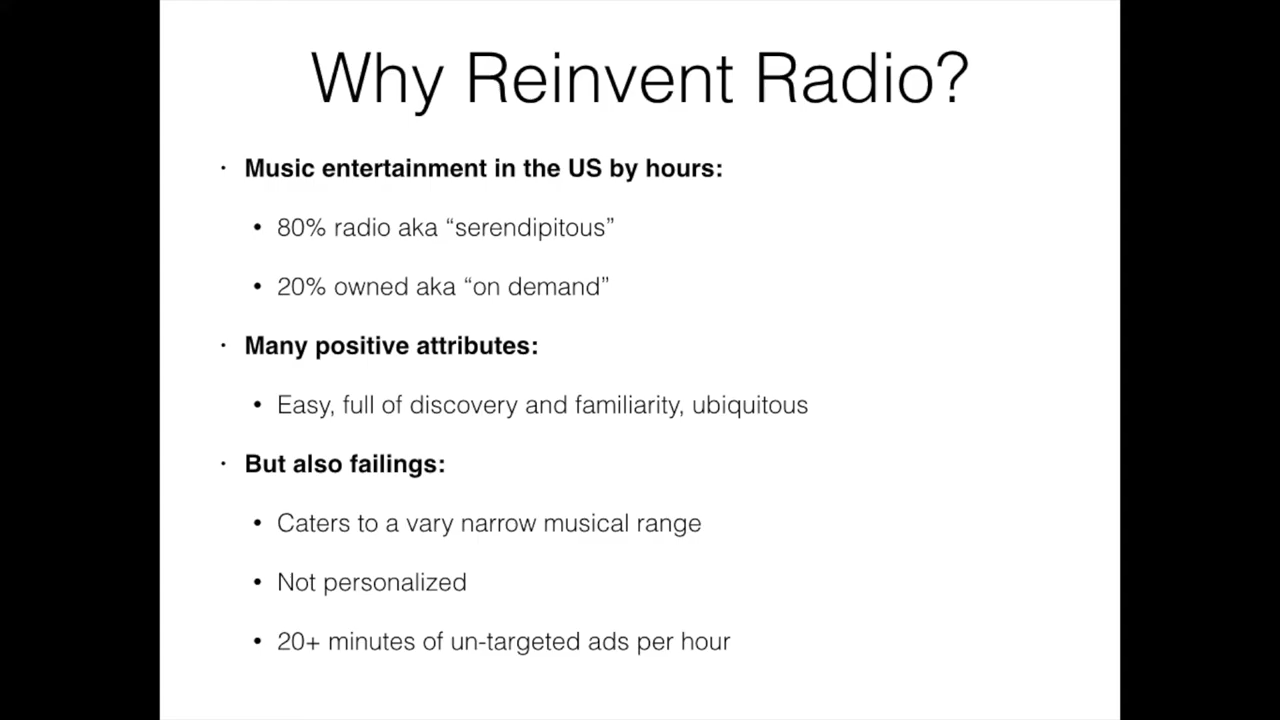 Why Reinvent Radio?
· Music entertainment in the US by hours:
• 80% radio aka “serendipitous”
• 20% owned aka “on demand”
· Many positive attributes:
• Easy, full of discovery and familiarity, ubiquitous
· But also failings:
• Caters to a vary narrow musical range
• Not personalized
• 20+ minutes of un-targeted ads per hour